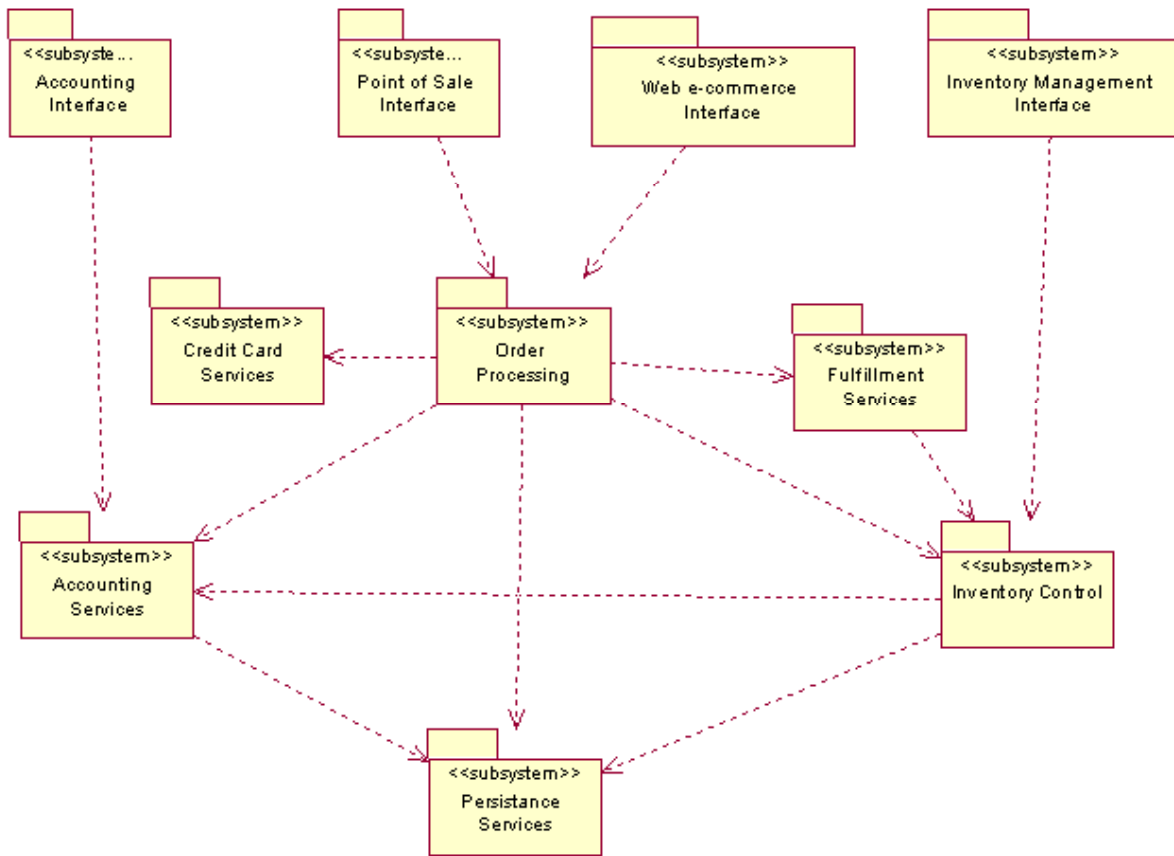 <<subsyste...
Accounting
Interface
<<subsyste...
Point of Sale
Interface
<<subsystem>>
Web e-commerce
Interface
<<subsystem>>
Inventory Management
Interface
<<subsystem>>
Credit Card
Services
<<subsystem>>
Order
Processing
<<subsystem>>
Fulfillment
Services
<<subsystem>>
Accounting
Services
<<subsystem>>
Inventory Control
<<subsystem>>
Persistance
Services